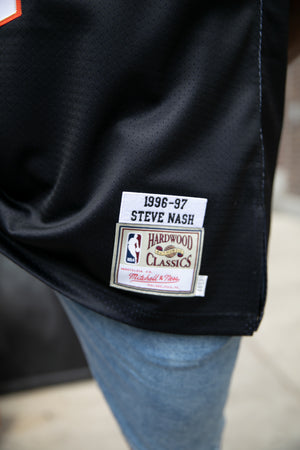 1996-97
STEVE NASH
HARDWOOD
CLASSICS
Mitchell & Ness